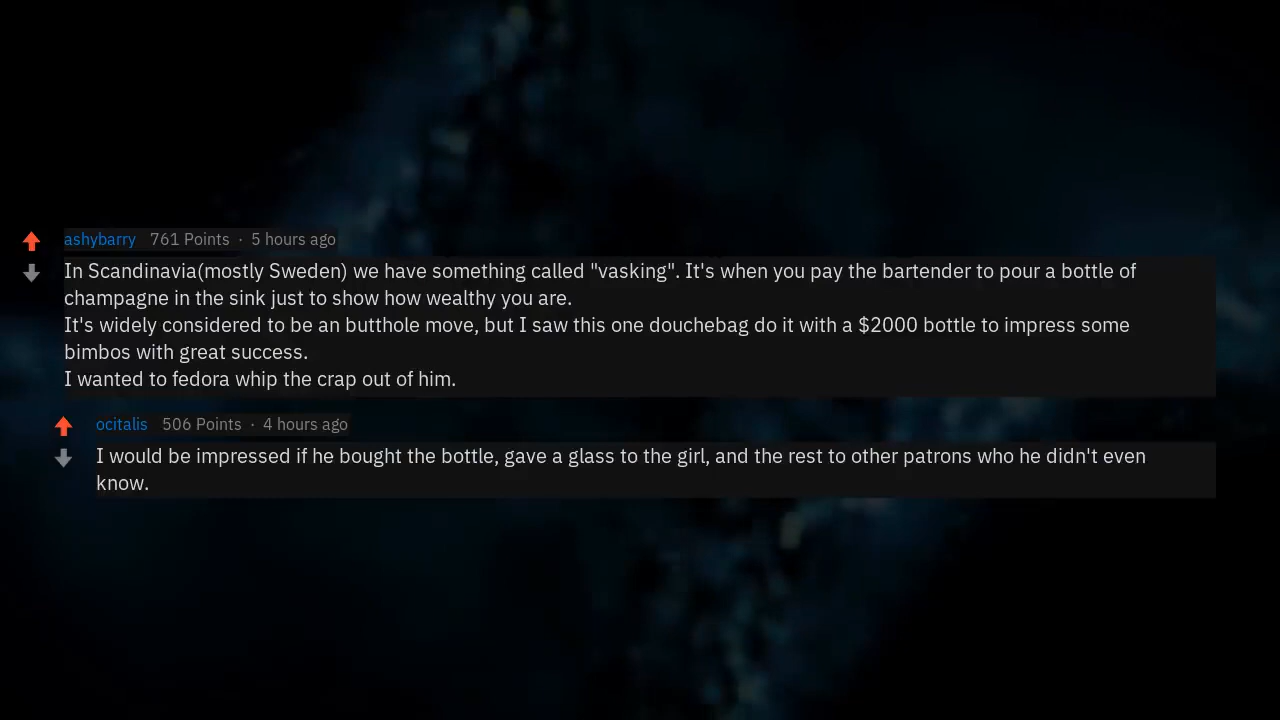 ashybarry 761 Points · 5 hours ago
In Scandinavia(mostly Sweden) we have something called "vasking". It's when you pay the bartender to pour a bottle of
champagne in the sink just to show how wealthy you are.
It's widely considered to be an butthole move, but I saw this one douchebag do it with a $2000 bottle to impress some
bimbos with great success.
I wanted to fedora whip the crap out of him.
ocitalis 506 Points · 4 hours ago
I would be impressed if he bought the bottle, gave a glass to the girl, and the rest to other patrons who he didn't even
know.